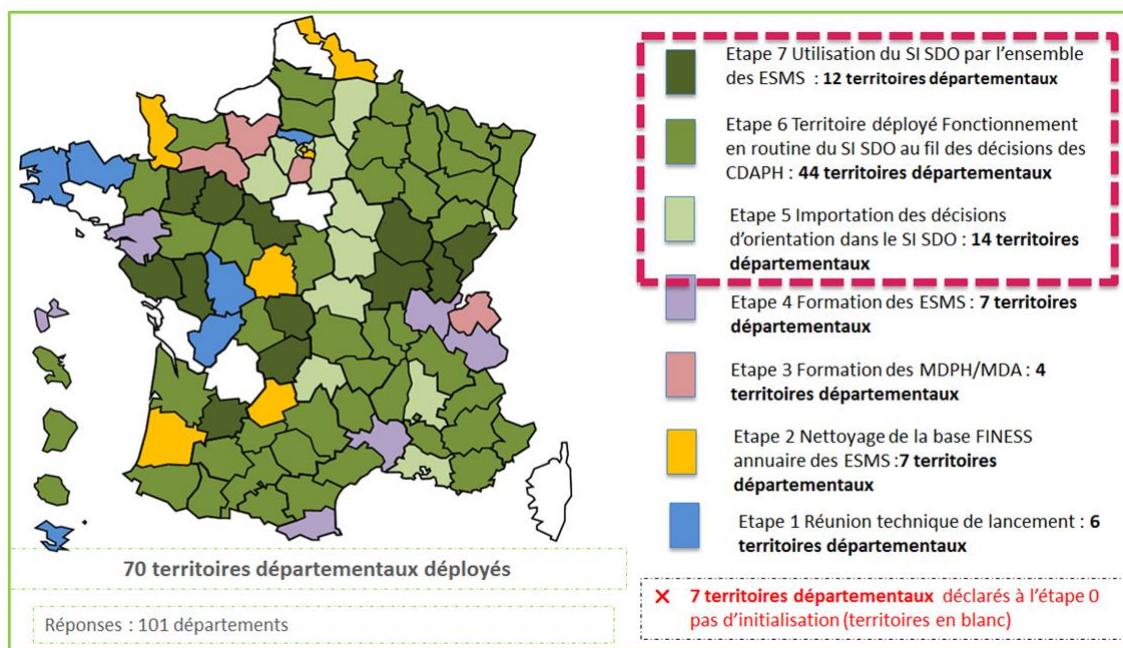 Etape 7 Utilisation du SI SDO par l’ensemble
des ESMS : 12 territoires départementaux
Etape 6 Territoire déployé Fonctionnement
en routine du SI SDO au fil des décisions des
CDAPH : 44 territoires départementaux
Etape 5 Importation des décisions
d’orientation dans le SI SDO : 14 territoires
départementaux
Etape 4 Formation des ESMS : 7 territoires
départementaux
Etape 3 Formation des MDPH/MDA : 4
territoires départementaux
Etape 2 Nettoyage de la base FINESS
annuaire des ESMS :7 territoires
départementaux
Etape 1 Réunion technique de lancement : 6
territoires départementaux
70 territoires départementaux déployés
Réponses : 101 départements
✕ 7 territoires départementaux déclarés à l’étape 0
pas d’initialisation (territoires en blanc)